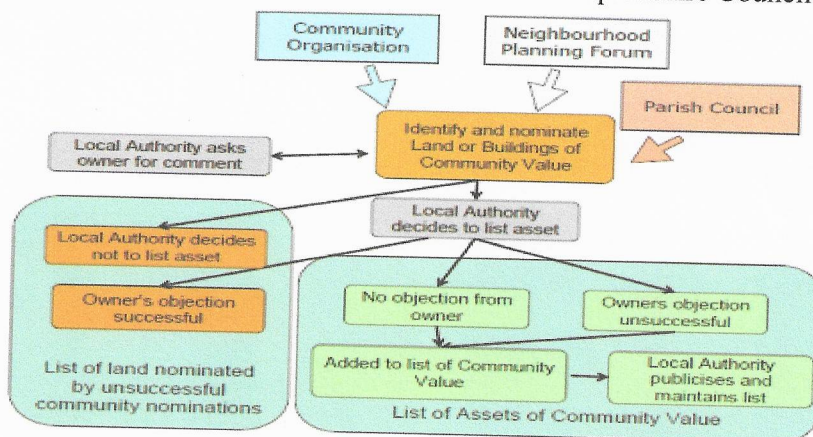 Council
Community
Organisation
Neighbourhood
Planning Forum
Parish Council
Identify and nominate
Land or Buildings of
Community Value
Local Authority asks
owner for comment
Local Authority
decides to list asset
Local Authority decides
not to list asset
Owner's objection
successful
No objection from
owner
Owners objection
unsuccessful
Added to list of Community
Value
Local Authority
publicises and
maintains list
List of land nominated
by unsuccessful
community nominations
List of Assets of Community Value